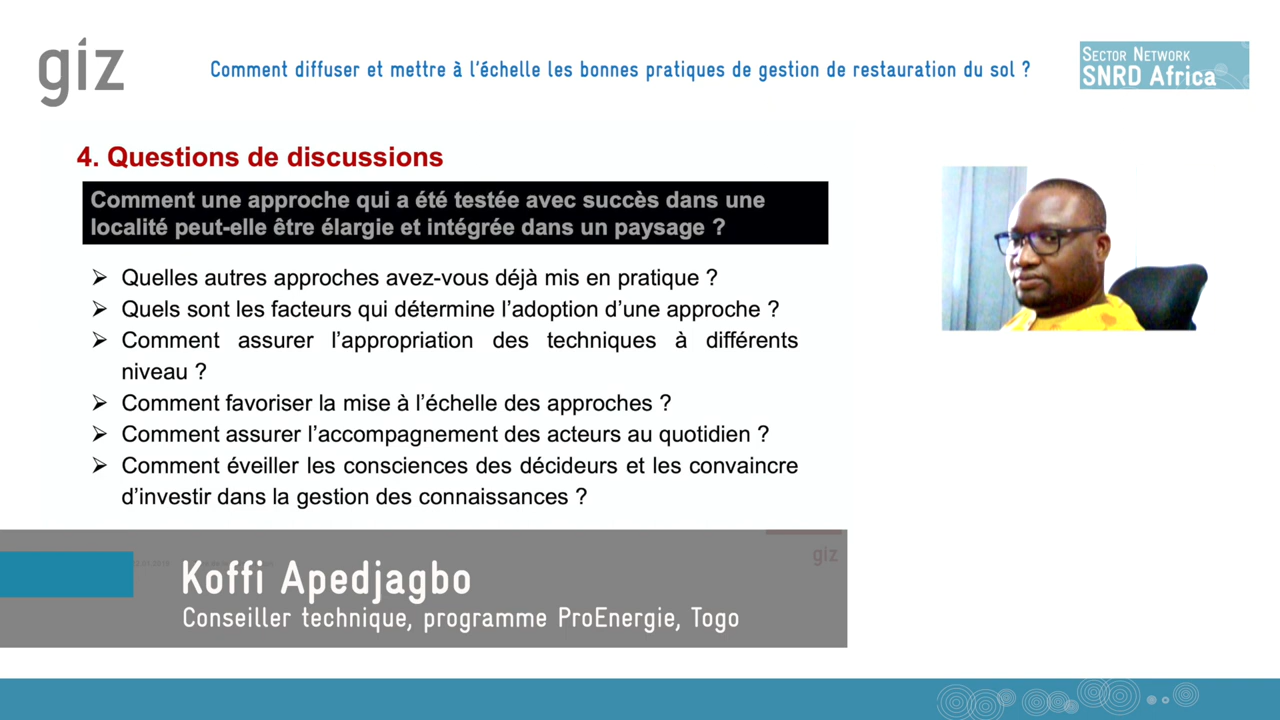 giz
Comment diffuser et mettre à l'échelle les bonnes pratiques de gestion de restauration du sol ?
Sector Network
SNRD Africa
4. Questions de discussions
Comment une approche qui a été testée avec succès dans une
localité peut-elle être élargie et intégrée dans un paysage ?
➢ Quelles autres approches avez-vous déjà mis en pratique ?
➢ Quels sont les facteurs qui détermine l'adoption d'une approche ?
➢ Comment assurer l'appropriation des techniques à différents
niveau ?
➢ Comment favoriser la mise à l'échelle des approches ?
➢ Comment assurer l'accompagnement des acteurs au quotidien ?
➢ Comment éveiller les consciences des décideurs et les convaincre
d'investir dans la gestion des connaissances ?
giz
Koffi Apedjagbo
Conseiller technique, programme ProEnergie, Togo